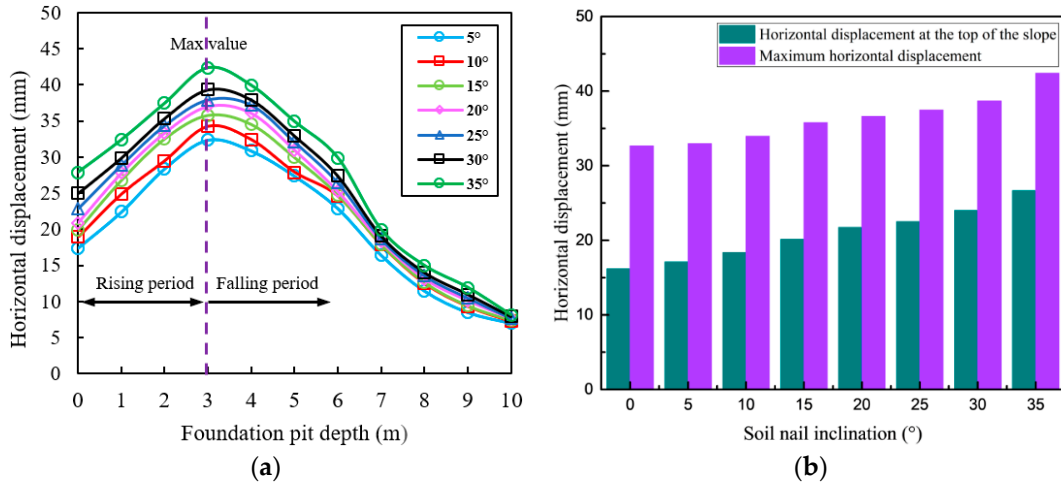 50
45
40
35
30
25
20
15
10
5
0
Horizontal displacement (mm)
Max value
5°
10°
15°
20°
25°
30°
35°
Rising period
Falling period
0 1 2 3 4 5 6 7 8 9 10
Foundation pit depth (m)
(a)
50
40
30
20
10
0
Horizontal displacement (mm)
Horizontal displacement at the top of the slope
Maximum horizontal displacement
0 5 10 15 20 25 30 35
Soil nail inclination (°)
(b)